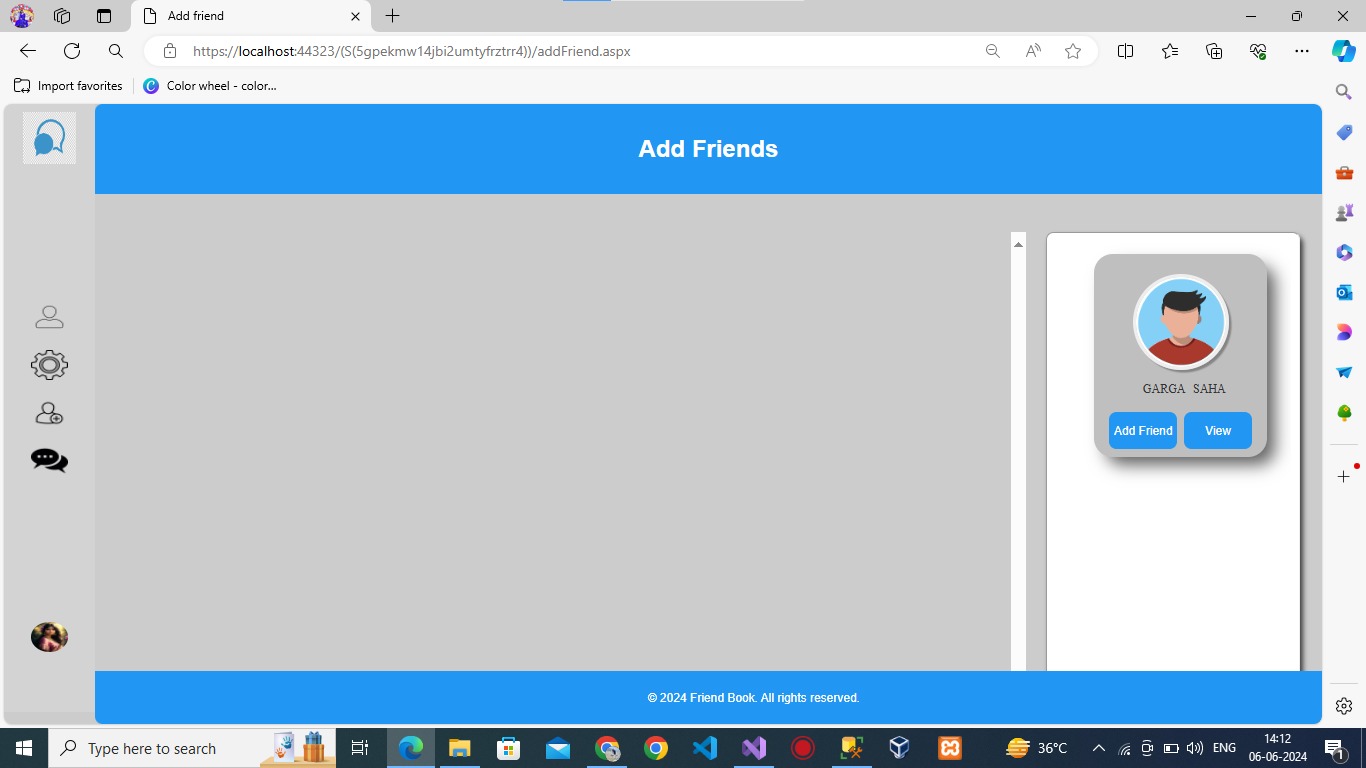 Add friend
https://localhost:44323/(S(5gpekmw14jbi2umtyfrztrr4))/addFriend.aspx
Import favorites
Color wheel - color...
Add Friends
GARGA SAHA
Add Friend
View
© 2024 Friend Book. All rights reserved.
Type here to search
36°C
ENG
14:12
06-06-2024
1